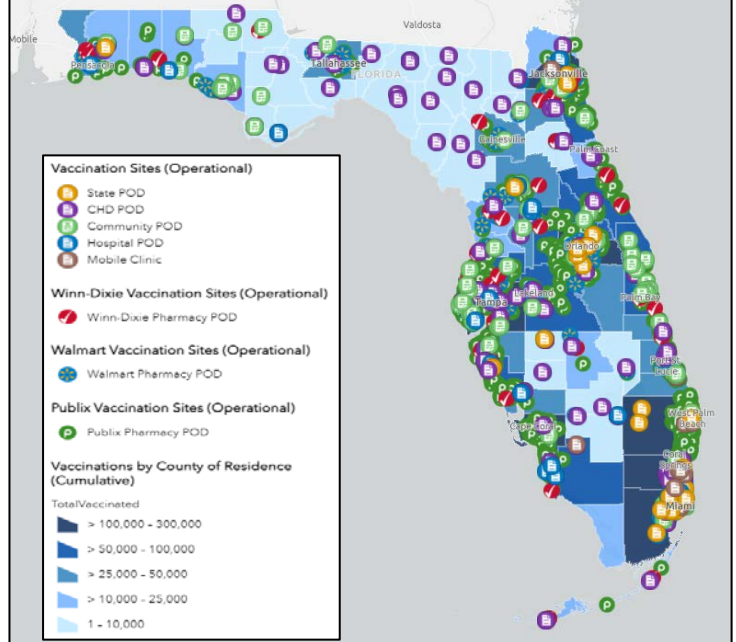 Valdosta
Mobile
Pensacola
Tallahassee
FLORIDA
Jacksonville
Gainesville
Palm Coast
Orlando
Tampa
Lakeland
Palm Bay
Port St
Lucie
Cape Coral
West Palm
Beach
Coral
Springs
Miami
Vaccination Sites (Operational)
State POD
CHD POD
Community POD
Hospital POD
Mobile Clinic
Winn-Dixie Vaccination Sites (Operational)
Winn-Dixie Pharmacy POD
Walmart Vaccination Sites (Operational)
Walmart Pharmacy POD
Publix Vaccination Sites (Operational)
Publix Pharmacy POD
Vaccinations by County of Residence
(Cumulative)
TotalVaccinated
> 100,000 - 300,000
> 50,000 - 100,000
> 25,000 - 50,000
> 10,000 - 25,000
1 - 10,000